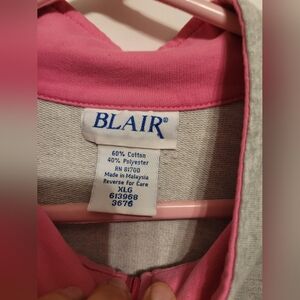 BLAIR®
60% Cotton
40% Polyester
RN 81700
Made in Malaysia
Reverse for Care
XLG
613968
3676